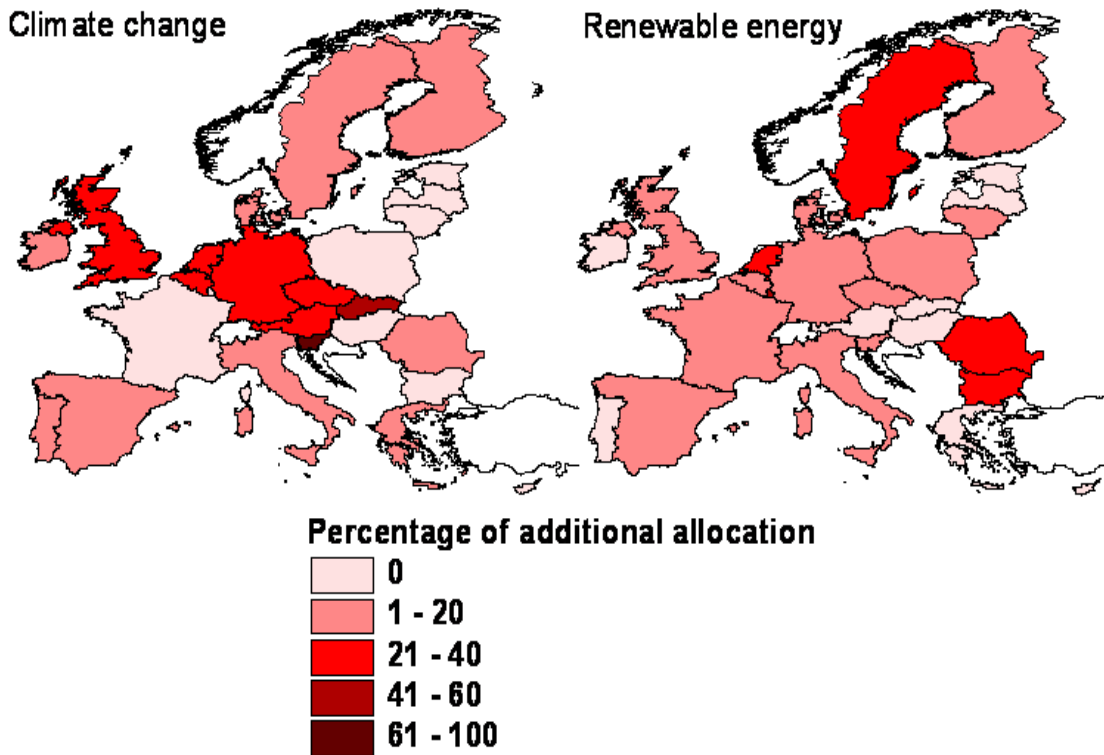 Climate change
Renewable energy
Percentage of additional allocation
0
1 - 20
21 - 40
41 - 60
61 - 100